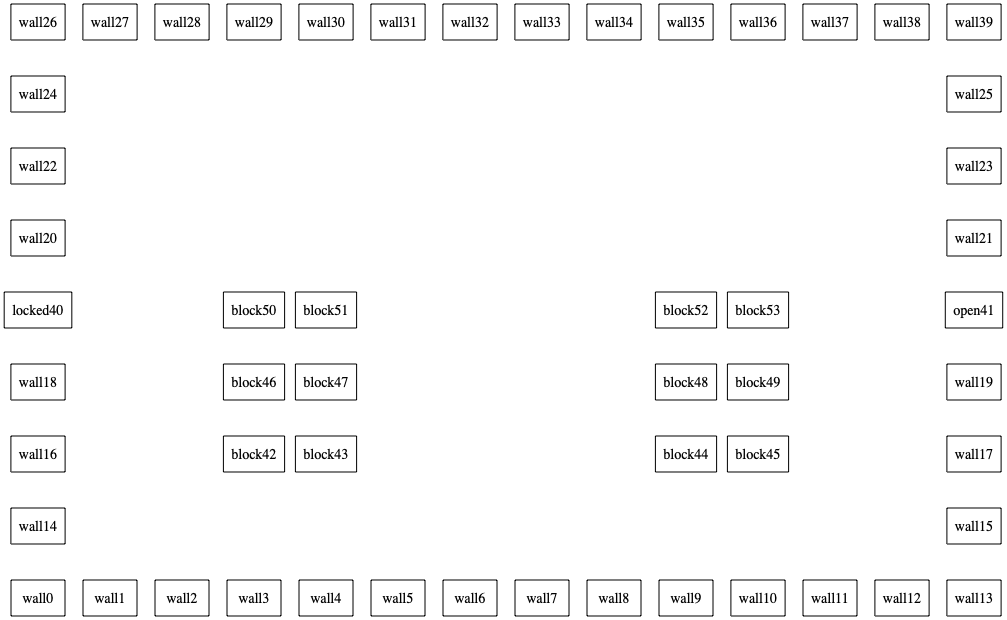 wall26 wall27 wall28 wall29 wall30 wall31 wall32 wall33 wall34 wall35 wall36 wall37 wall38 wall39
wall24 wall25
wall22 wall23
wall20 wall21
locked40 block50 block51 block52 block53 open41
wall18 block46 block47 block48 block49 wall19
wall16 block42 block43 block44 block45 wall17
wall14 wall15
wall0 wall1 wall2 wall3 wall4 wall5 wall6 wall7 wall8 wall9 wall10 wall11 wall12 wall13